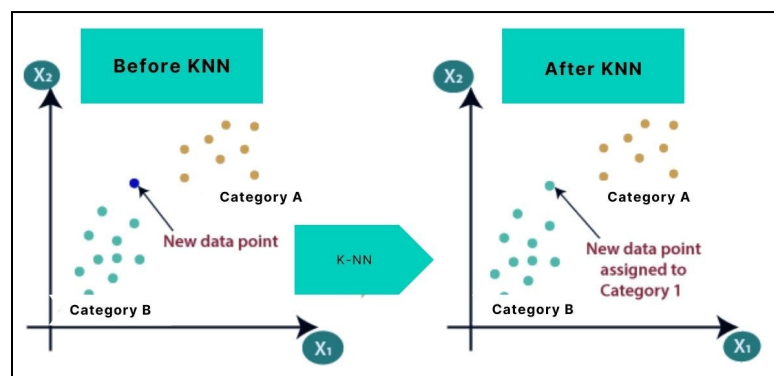 Before KNN
X₂
Category A
New data point
Category B
X₁
K-NN
After KNN
X₂
Category A
New data point
assigned to
Category 1
Category B
X₁